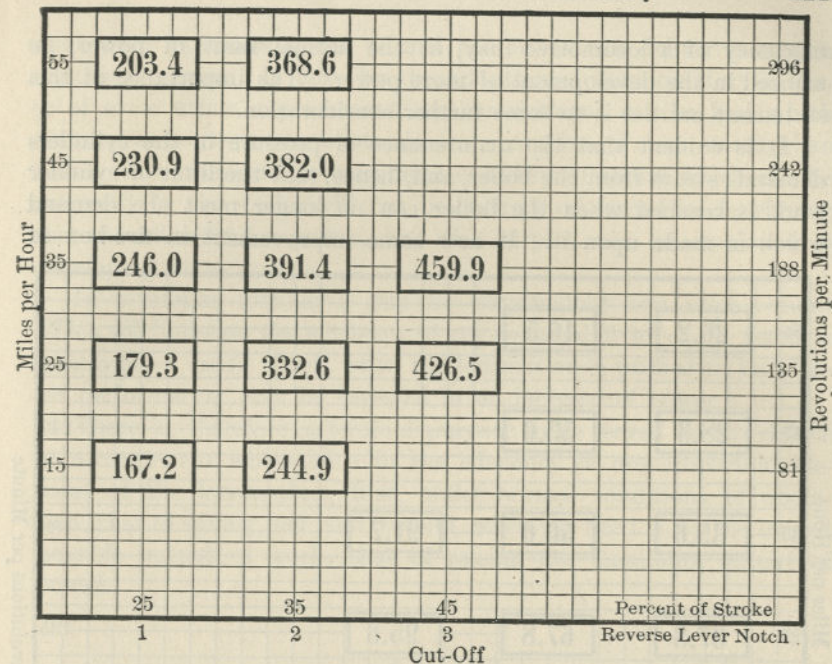 55 203.4 368.6 296
45 230.9 382.0 242
35 246.0 391.4 459.9 188
25 179.3 332.6 426.5 135
15 167.2 244.9 81
25 35 45 Percent of Stroke
1 2 3 Reverse Lever Notch
Cut-Off
Miles per Hour
Revolutions per Minute